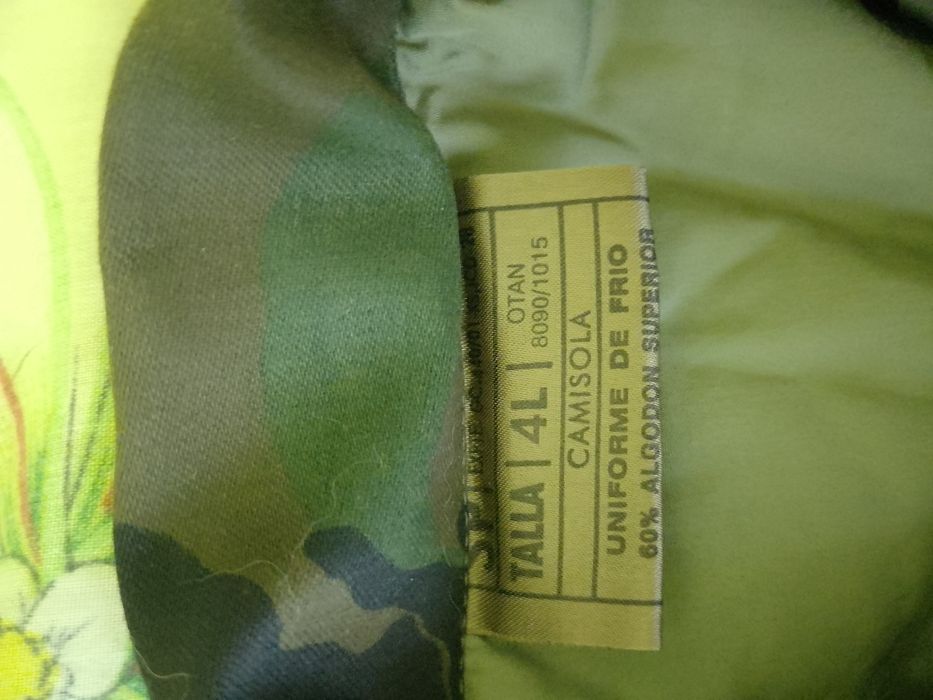 TALLA 4L OTAN
8090/1015
CAMISOLA
UNIFORME DE FRIO
60% ALGODON SUPERIOR